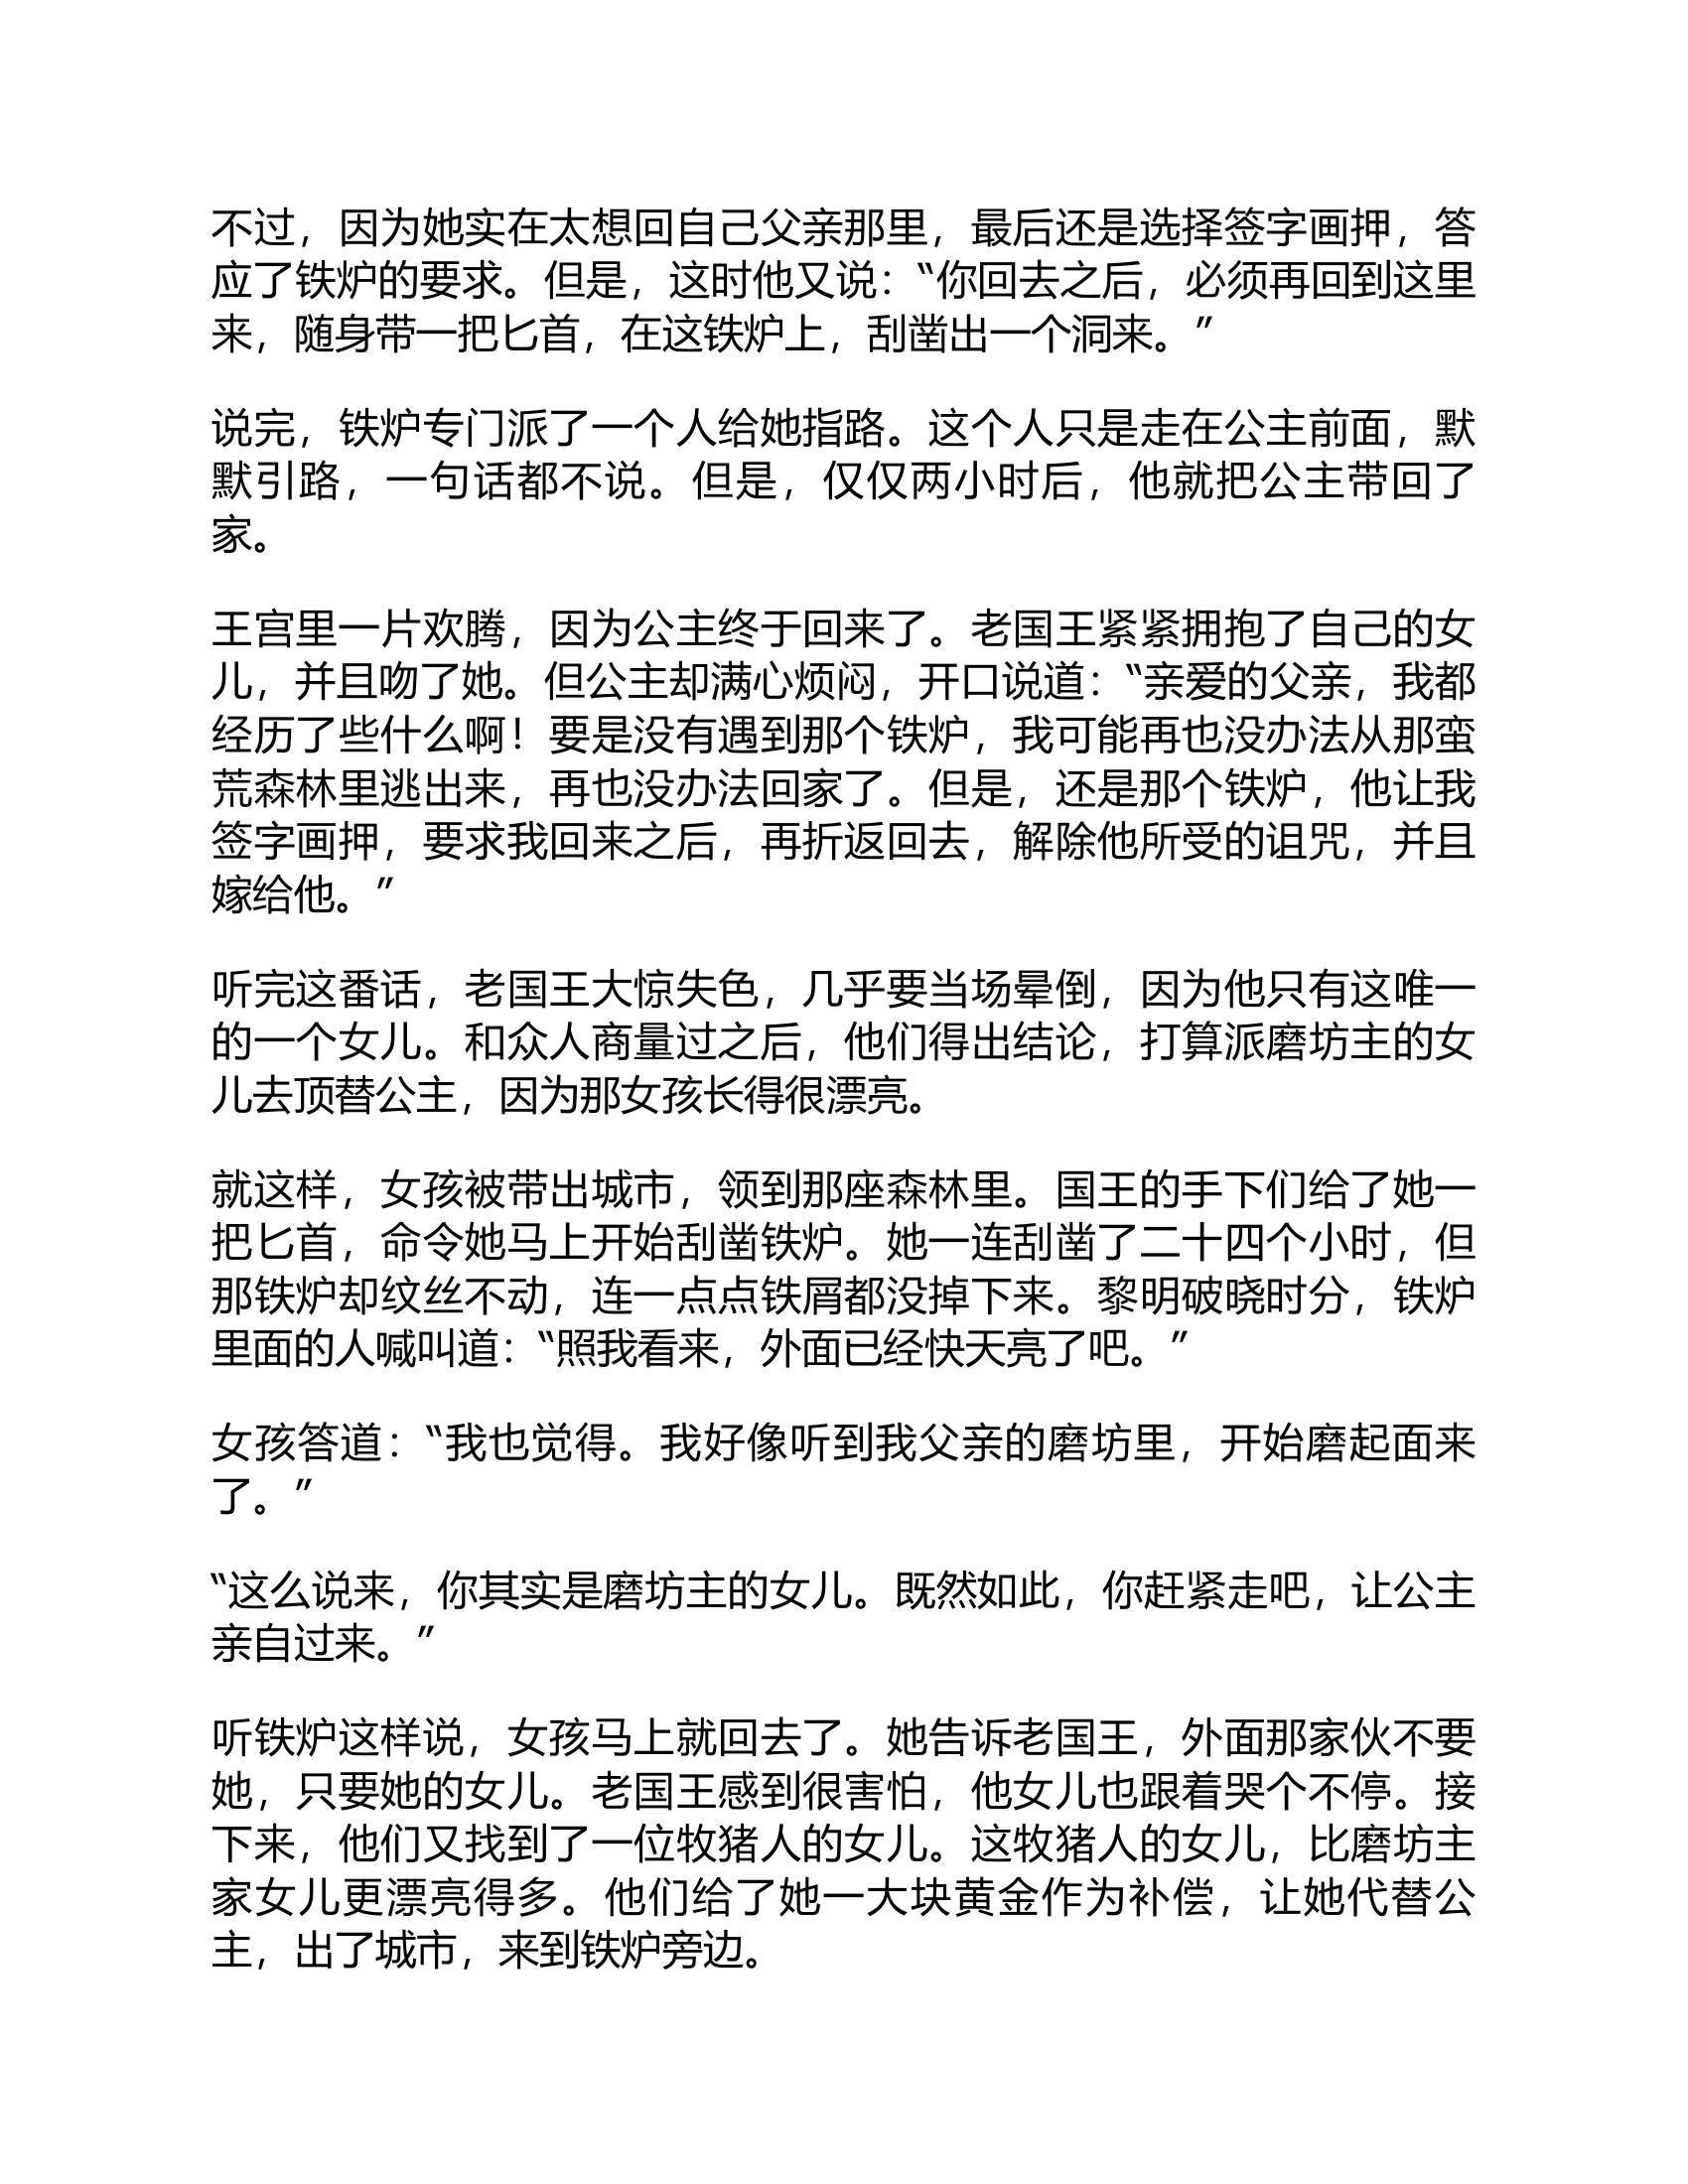 不过，因为她实在太想回自己父亲那里，最后还是选择签字画押，答
应了铁炉的要求。但是，这时他又说：“你回去之后，必须再回到这里
来，随身带一把匕首，在这铁炉上，刮凿出一个洞来。”
说完，铁炉专门派了一个人给她指路。这个人只是走在公主前面，默
默引路，一句话都不说。但是，仅仅两小时后，他就把公主带回了
家。
王宫里一片欢腾，因为公主终于回来了。老国王紧紧拥抱了自己的女
儿，并且吻了她。但公主却满心烦闷，开口说道：“亲爱的父亲，我都
经历了些什么啊！要是没有遇到那个铁炉，我可能再也没办法从那蛮
荒森林里逃出来，再也没办法回家了。但是，还是那个铁炉，他让我
签字画押，要求我回来之后，再折返回去，解除他所受的诅咒，并且
嫁给他。”
听完这番话，老国王大惊失色，几乎要当场晕倒，因为他只有这唯一
的一个女儿。和众人商量过之后，他们得出结论，打算派磨坊主的女
儿去顶替公主，因为那女孩长得很漂亮。
就这样，女孩被带出城市，领到那座森林里。国王的手下们给了她一
把匕首，命令她马上开始刮凿铁炉。她一连刮凿了二十四个小时，但
那铁炉却纹丝不动，连一点点铁屑都没掉下来。黎明破晓时分，铁炉
里面的人喊叫道：“照我看来，外面已经快天亮了吧。”
女孩答道：“我也觉得。我好像听到我父亲的磨坊里，开始磨起面来
了。”
“这么说来，你其实是磨坊主的女儿。既然如此，你赶紧走吧，让公主
亲自过来。”
听铁炉这样说，女孩马上就回去了。她告诉老国王，外面那家伙不要
她，只要她的女儿。老国王感到很害怕，他女儿也跟着哭个不停。接
下来，他们又找到了一位牧猪人的女儿。这牧猪人的女儿，比磨坊主
家女儿更漂亮得多。他们给了她一大块黄金作为补偿，让她代替公
主，出了城市，来到铁炉旁边。